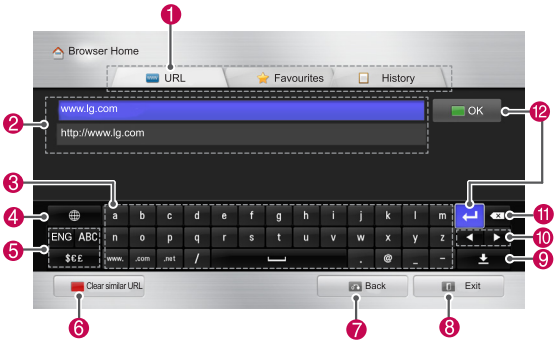 1
Browser Home
URL
Favourites
History
2
www.lg.com
OK
12
http://www.lg.com
3
4
a b c d e f g h i j k l m
11
5
ENG ABC
n o p q r s t u v w x y z
10
$€£
www. .com .net / . @ _ -
9
Clear similar URL
Back
Exit
6
7
8